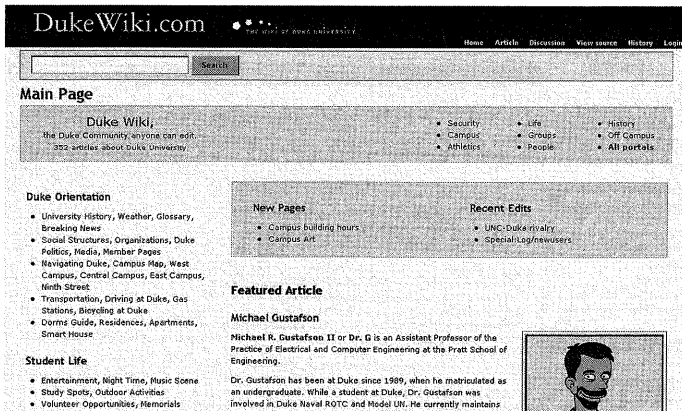 DukeWiki.com
THE WIKI OF DUKE UNIVERSITY
Home Article Discussion View source History Login
Search
Main Page
Duke Wiki,
the Duke Community anyone can edit.
352 articles about Duke University
Security
Campus
Athletics
Life
Groups
People
History
Off Campus
All portals
Duke Orientation
University History, Weather, Glossary,
Breaking News
Social Structures, Organizations, Duke
Politics, Media, Member Pages
Navigating Duke, Campus Map, West
Campus, Central Campus, East Campus,
Ninth Street
Transportation, Driving at Duke, Gas
Stations, Bicycling at Duke
Dorms Guide, Residences, Apartments,
Smart House
Student Life
Entertainment, Night Time, Music Scene
Study Spots, Outdoor Activities
Volunteer Opportunities, Memorials
New Pages
Campus building hours
Campus Art
Recent Edits
UNC-Duke rivalry
Special:Log/newusers
Featured Article
Michael Gustafson
Michael R. Gustafson II or Dr. G is an Assistant Professor of the
Practice of Electrical and Computer Engineering at the Pratt School of
Engineering.
Dr. Gustafson has been at Duke since 1989, when he matriculated as
an undergraduate. While a student at Duke, Dr. Gustafson was
involved in Duke Naval ROTC and Model UN. He currently maintains